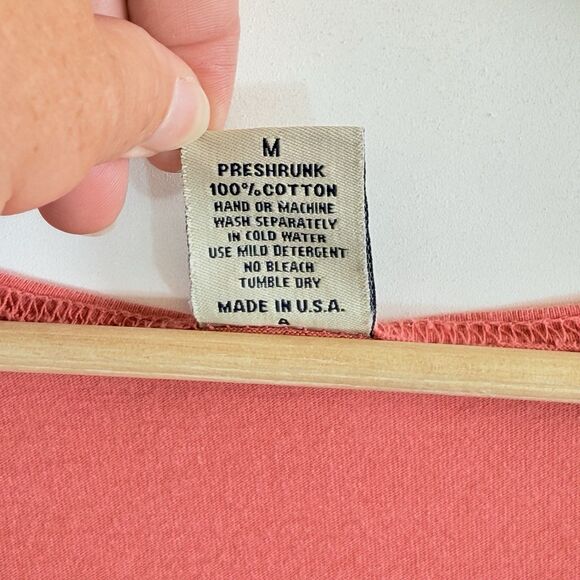 M
PRESHRUNK
100% COTTON
HAND OR MACHINE
WASH SEPARATELY
IN COLD WATER
USE MILD DETERGENT
NO BLEACH
TUMBLE DRY
MADE IN U.S.A.